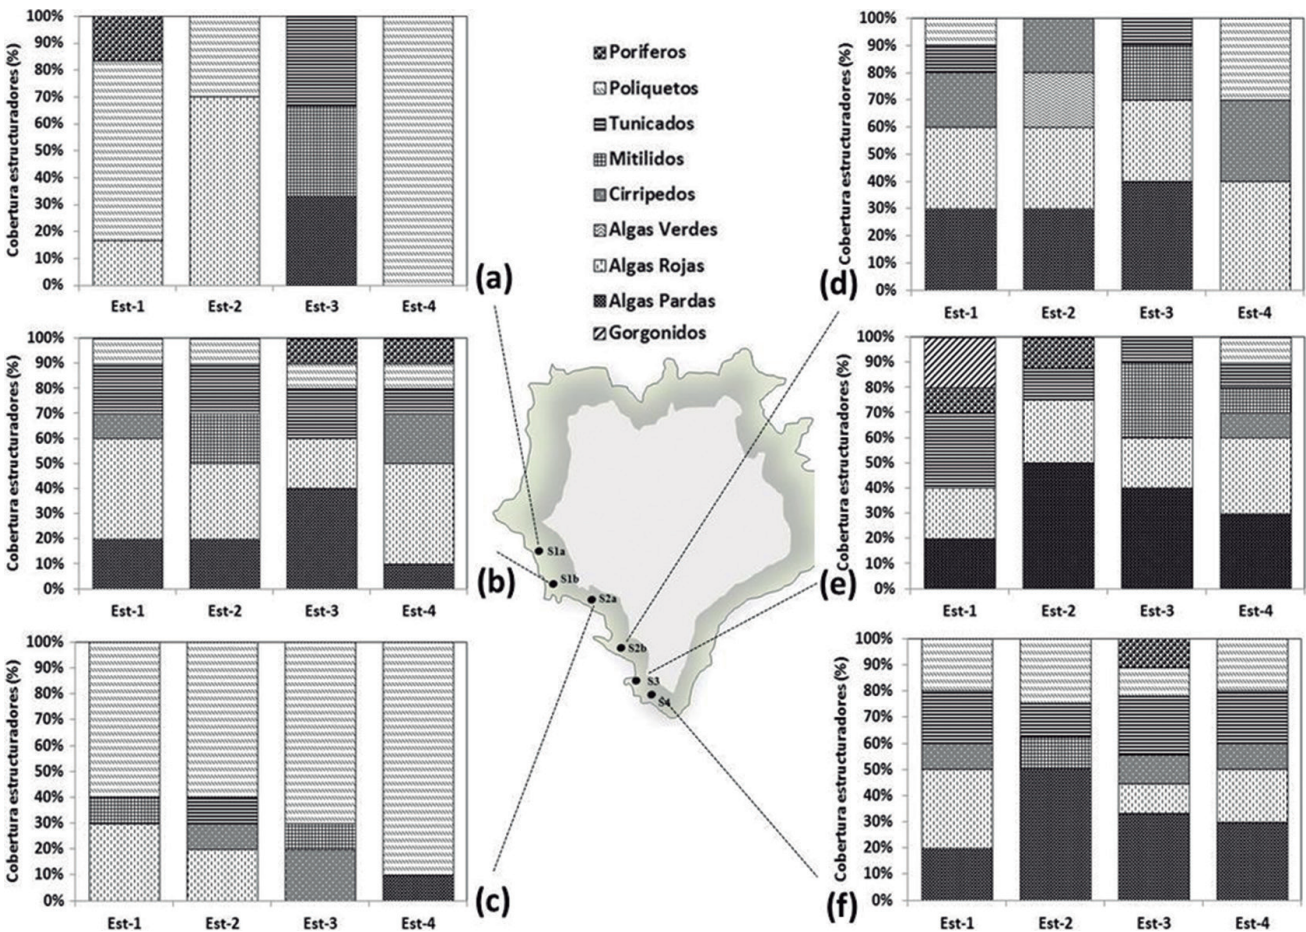 Cobertura estructuradores (%)
100%
90%
80%
70%
60%
50%
40%
30%
20%
10%
0%
Est-1 Est-2 Est-3 Est-4
(a)
Cobertura estructuradores (%)
100%
90%
80%
70%
60%
50%
40%
30%
20%
10%
0%
Est-1 Est-2 Est-3 Est-4
(b)
Cobertura estructuradores (%)
100%
90%
80%
70%
60%
50%
40%
30%
20%
10%
0%
Est-1 Est-2 Est-3 Est-4
(c)
Poríferos
Poliquetos
Tunicados
Mitilidos
Cirripedos
Algas Verdes
Algas Rojas
Algas Pardas
Gorgonidos
S1a
S1b
S2a
S2b
S3
S4
Cobertura estructuradores (%)
100%
90%
80%
70%
60%
50%
40%
30%
20%
10%
0%
Est-1 Est-2 Est-3 Est-4
(d)
Cobertura estructuradores (%)
100%
90%
80%
70%
60%
50%
40%
30%
20%
10%
0%
Est-1 Est-2 Est-3 Est-4
(e)
Cobertura estructuradores (%)
100%
90%
80%
70%
60%
50%
40%
30%
20%
10%
0%
Est-1 Est-2 Est-3 Est-4
(f)